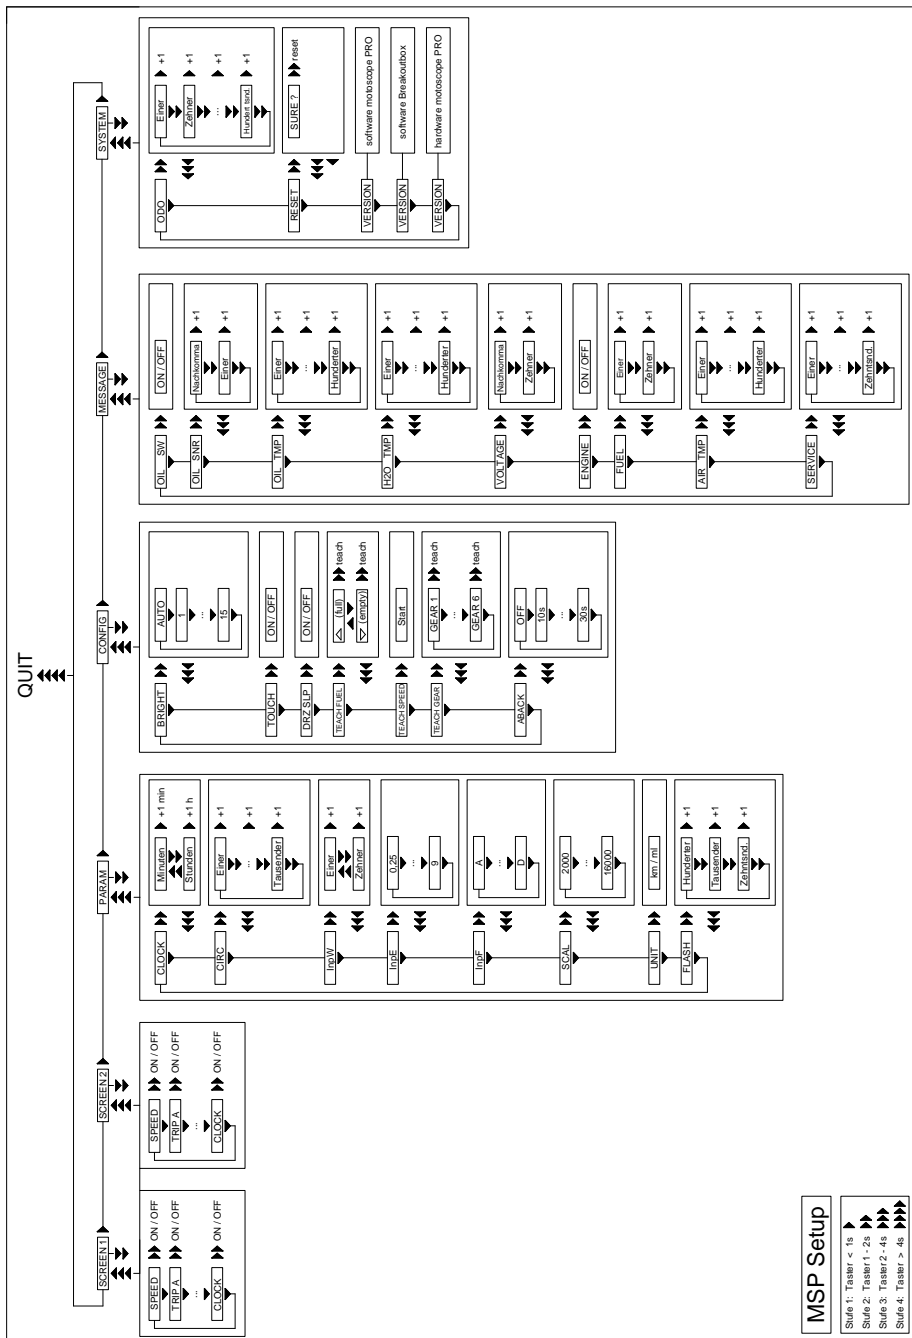 QUIT
SCREEN 1
SCREEN 2
PARAM
CONFIG
MESSAGE
SYSTEM
SPEED
ON / OFF
TRIP A
ON / OFF
...
CLOCK
ON / OFF
SPEED
ON / OFF
TRIP A
ON / OFF
...
CLOCK
ON / OFF
CLOCK
Minuten
+1 min
Stunden
+1 h
CIRC
Einer
+1
...
+1
Tausender
+1
InpW
Einer
+1
Zehner
+1
InpE
0,25
...
9
InpF
A
...
D
SCAL
2000
...
16000
UNIT
km / ml
FLASH
Hunderter
+1
Tausender
+1
Zehntsnd.
+1
BRIGHT
AUTO
1
...
15
TOUCH
ON / OFF
DRZ SLP
ON / OFF
TEACH FUEL
(full)
teach
(empty)
teach
TEACH SPEED
Start
TEACH GEAR
GEAR 1
teach
...
GEAR 6
teach
ABACK
OFF
10s
...
30s
OIL SW
ON / OFF
OIL SNR
Nachkomma
+1
Einer
+1
OIL TMP
Einer
+1
...
+1
Hunderter
+1
H2O TMP
Einer
+1
...
+1
Hunderter
+1
VOLTAGE
Nachkomma
+1
Zehner
+1
ENGINE
ON / OFF
FUEL
Einer
+1
Zehner
+1
AIR TMP
Einer
+1
...
+1
Hunderter
+1
SERVICE
Einer
+1
...
+1
Zehntsnd.
+1
ODO
Einer
+1
Zehner
+1
...
+1
Hundert tsnd.
+1
RESET
SURE ?
reset
VERSION
software motoscope PRO
VERSION
software Breakoutbox
VERSION
hardware motoscope PRO
MSP Setup
Stufe 1: Taster < 1s
Stufe 2: Taster 1 - 2s
Stufe 3: Taster 2 - 4s
Stufe 4: Taster > 4s